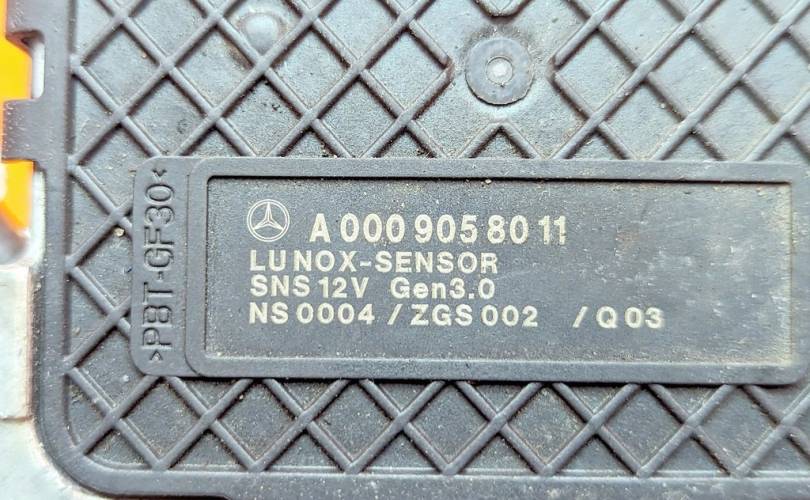 A 000 905 80 11
LU NOX-SENSOR
SNS 12V Gen3.0
NS 0004 / ZGS 002 / Q 03
>PBT-GF30<